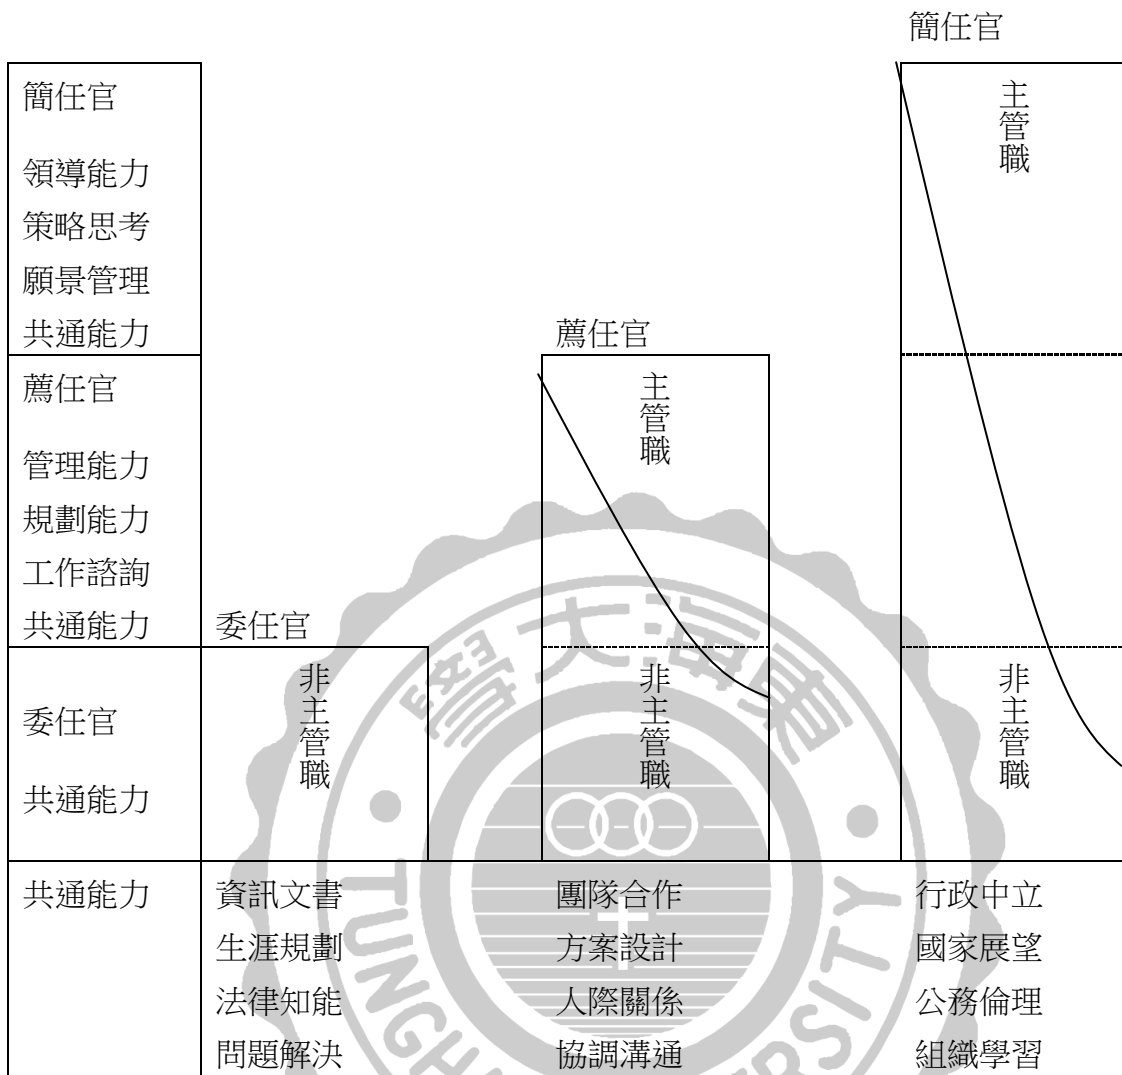 簡任官
簡任官
領導能力
策略思考
願景管理
共通能力
主管職
薦任官
薦任官
管理能力
規劃能力
工作諮詢
共通能力
主管職
委任官
委任官
共通能力
非主管職
非主管職
非主管職
共通能力
資訊文書 團隊合作 行政中立
生涯規劃 方案設計 國家展望
法律知能 人際關係 公務倫理
問題解決 協調溝通 組織學習
學大海東